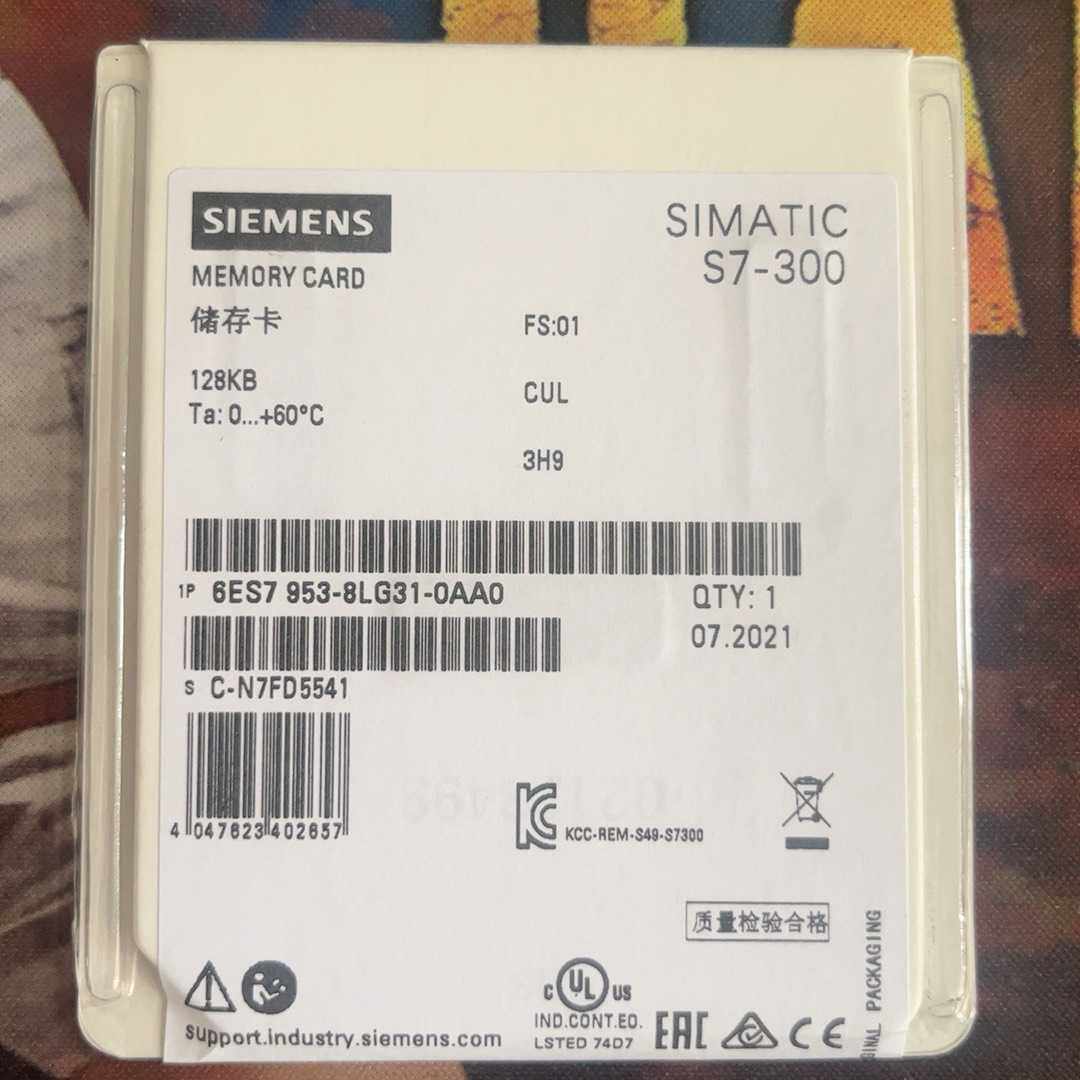 SIEMENS
SIMATIC
S7-300
MEMORY CARD
储存卡
FS:01
128KB
CUL
Ta: 0...+60°C
3H9
1P 6ES7 953-8LG31-0AA0
QTY: 1
07.2021
S C-N7FD5541
4 047623 402657
KCC-REM-S49-S7300
质量检验合格
INAL PACKAGING
support.industry.siemens.com
C UL US
IND.CONT.EQ.
LSTED 74D7
EAC
CE